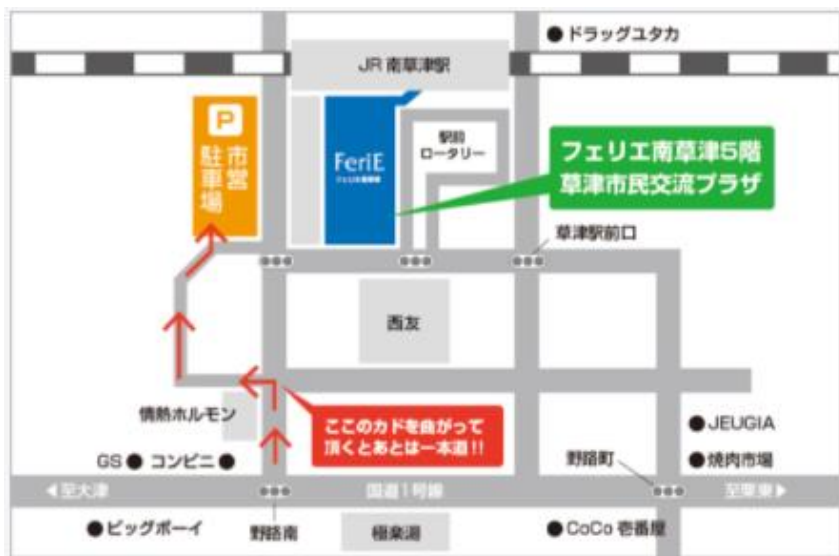 ドラッグユタカ
JR南草津駅
P
市営
駐車場
FeriE
駅前
ロータリー
フェリエ南草津5階
草津市民交流プラザ
草津駅前口
西友
情熱ホルモン
ここのカドを曲がって
頂くとあとは一本道!!
JEUGIA
GS コンビニ
野路町
焼肉市場
至大津
国道1号線
至栗東
ビッグボーイ
野路南
極楽湯
CoCo壱番屋